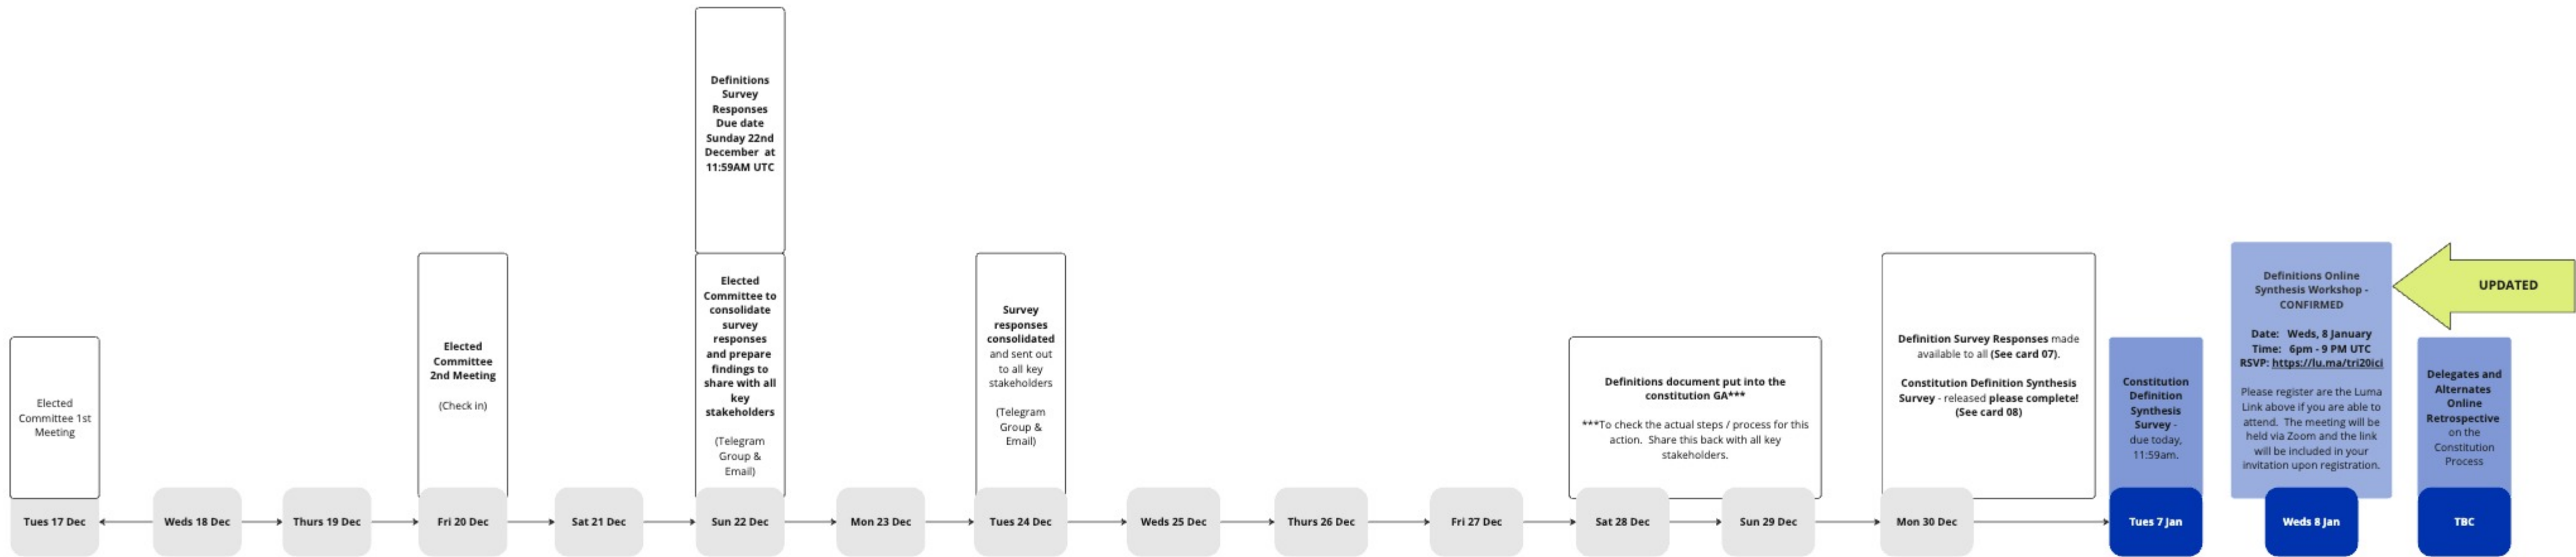 Definitions
Survey
Responses
Due date
Sunday 22nd
December at
11:59AM UTC
Elected
Committee 1st
Meeting
Elected
Committee
2nd Meeting
(Check in)
Elected
Committee to
consolidate
survey
responses
and prepare
findings to
share with all
key
stakeholders
(Telegram
Group &
Email)
Survey
responses
consolidated
and sent out
to all key
stakeholders
(Telegram
Group &
Email)
Definitions document put into the
constitution GA***
***To check the actual steps / process for this
action. Share this back with all key
stakeholders.
Definition Survey Responses made
available to all (See card 07).
Constitution Definition Synthesis
Survey - released please complete!
(See card 08)
Constitution
Definition
Synthesis
Survey -
due today,
11:59am.
Definitions Online
Synthesis Workshop -
CONFIRMED
Date: Weds, 8 January
Time: 6pm - 9 PM UTC
RSVP: https://lu.ma/tri20ici
Please register are the Luma
Link above if you are able to
attend. The meeting will be
held via Zoom and the link
will be included in your
invitation upon registration.
UPDATED
Delegates and
Alternates
Online
Retrospective
on the
Constitution
Process
Tues 17 Dec
Weds 18 Dec
Thurs 19 Dec
Fri 20 Dec
Sat 21 Dec
Sun 22 Dec
Mon 23 Dec
Tues 24 Dec
Weds 25 Dec
Thurs 26 Dec
Fri 27 Dec
Sat 28 Dec
Sun 29 Dec
Mon 30 Dec
Tues 7 Jan
Weds 8 Jan
TBC